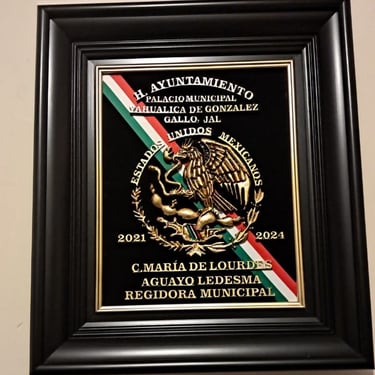 H. AYUNTAMIENTO
PALACIO MUNICIPAL
YAHUALICA DE GONZALEZ
GALLO, JAL
ESTADOS UNIDOS MEXICANOS
2021 2024
C.MARÍA DE LOURDES
AGUAYO LEDESMA
REGIDORA MUNICIPAL